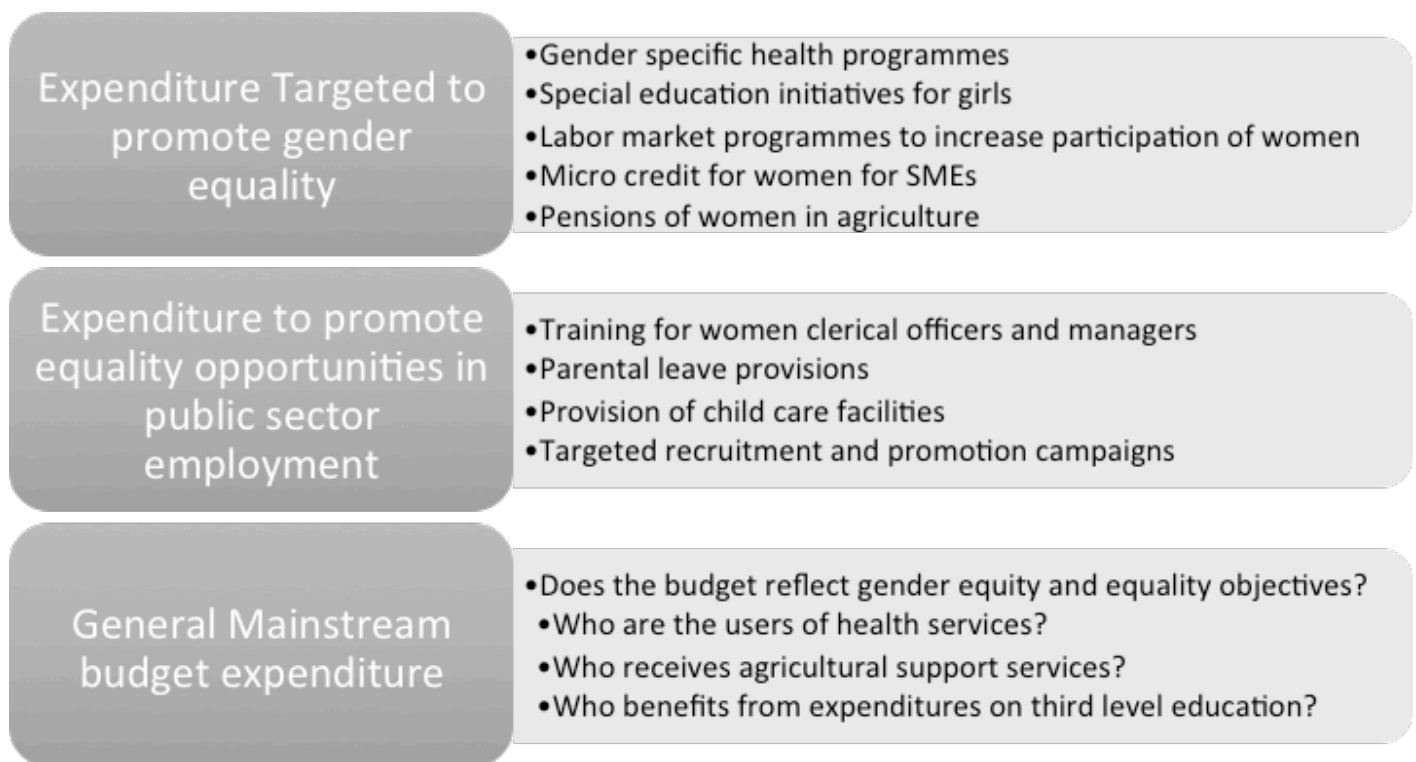 Expenditure Targeted to
promote gender
equality
•Gender specific health programmes
•Special education initiatives for girls
•Labor market programmes to increase participation of women
•Micro credit for women for SMEs
•Pensions of women in agriculture
Expenditure to promote
equality opportunities in
public sector
employment
•Training for women clerical officers and managers
•Parental leave provisions
•Provision of child care facilities
•Targeted recruitment and promotion campaigns
General Mainstream
budget expenditure
•Does the budget reflect gender equity and equality objectives?
•Who are the users of health services?
•Who receives agricultural support services?
•Who benefits from expenditures on third level education?